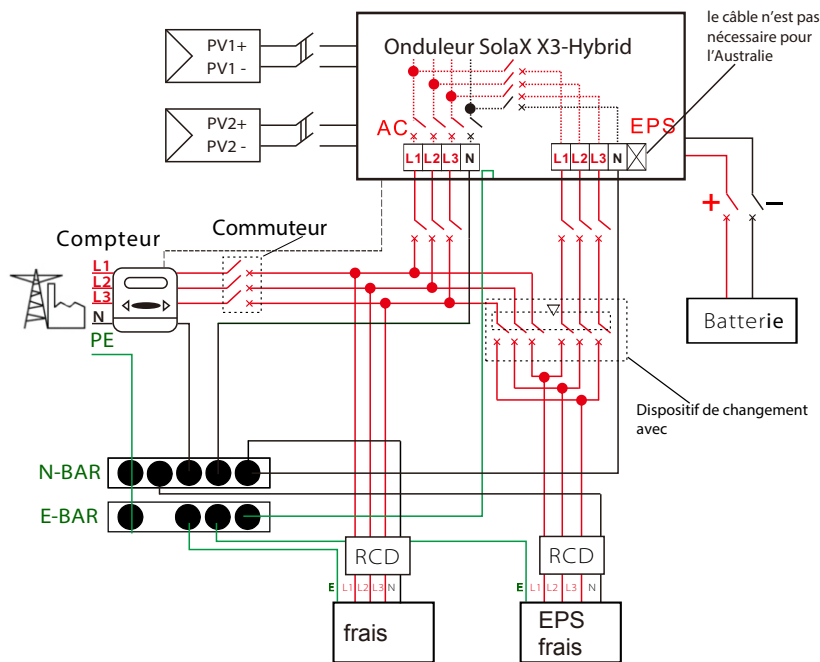 PV1+
PV1 -
PV2+
PV2 -
Onduleur SolaX X3-Hybrid
le câble n'est pas
nécessaire pour
l'Australie
AC
EPS
L1 L2 L3 N
L1 L2 L3 N
+ −
Batterie
Compteur
Commuteur
L1
L2
L3
N
PE
Dispositif de changement
avec
N-BAR
E-BAR
RCD
RCD
E L1 L2 L3 N
E L1 L2 L3 N
frais
EPS
frais